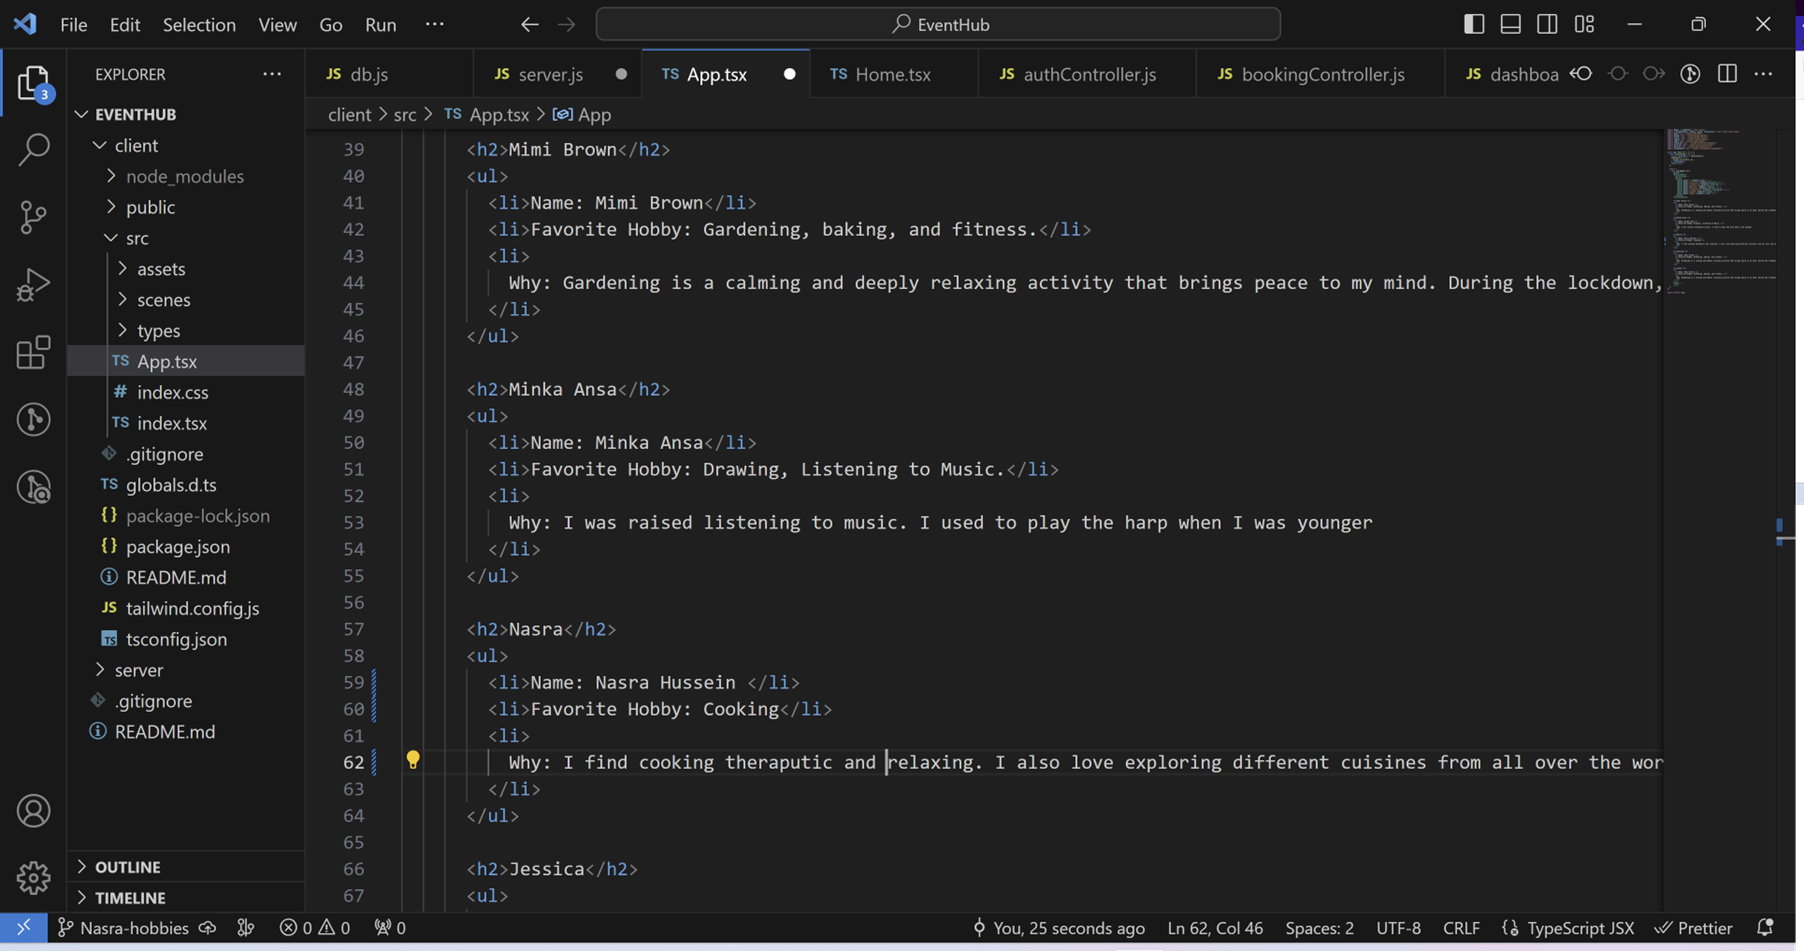 File Edit Selection View Go Run ···
EventHub
EXPLORER ···
JS db.js
JS server.js
TS App.tsx
TS Home.tsx
JS authController.js
JS bookingController.js
JS dashboa
client > src > TS App.tsx > App
3
EVENTHUB
client
node_modules
public
src
assets
scenes
types
TS App.tsx
# index.css
TS index.tsx
.gitignore
TS globals.d.ts
{} package-lock.json
{} package.json
README.md
JS tailwind.config.js
TS tsconfig.json
server
.gitignore
README.md
OUTLINE
TIMELINE
39 <h2>Mimi Brown</h2>
40 <ul>
41 <li>Name: Mimi Brown</li>
42 <li>Favorite Hobby: Gardening, baking, and fitness.</li>
43 <li>
44 Why: Gardening is a calming and deeply relaxing activity that brings peace to my mind. During the lockdown,
45 </li>
46 </ul>
47
48 <h2>Minka Ansa</h2>
49 <ul>
50 <li>Name: Minka Ansa</li>
51 <li>Favorite Hobby: Drawing, Listening to Music.</li>
52 <li>
53 Why: I was raised listening to music. I used to play the harp when I was younger
54 </li>
55 </ul>
56
57 <h2>Nasra</h2>
58 <ul>
59 <li>Name: Nasra Hussein </li>
60 <li>Favorite Hobby: Cooking</li>
61 <li>
62 Why: I find cooking theraputic and relaxing. I also love exploring different cuisines from all over the wor
63 </li>
64 </ul>
65
66 <h2>Jessica</h2>
67 <ul>
Nasra-hobbies 0 0 0 You, 25 seconds ago Ln 62, Col 46 Spaces: 2 UTF-8 CRLF {} TypeScript JSX Prettier